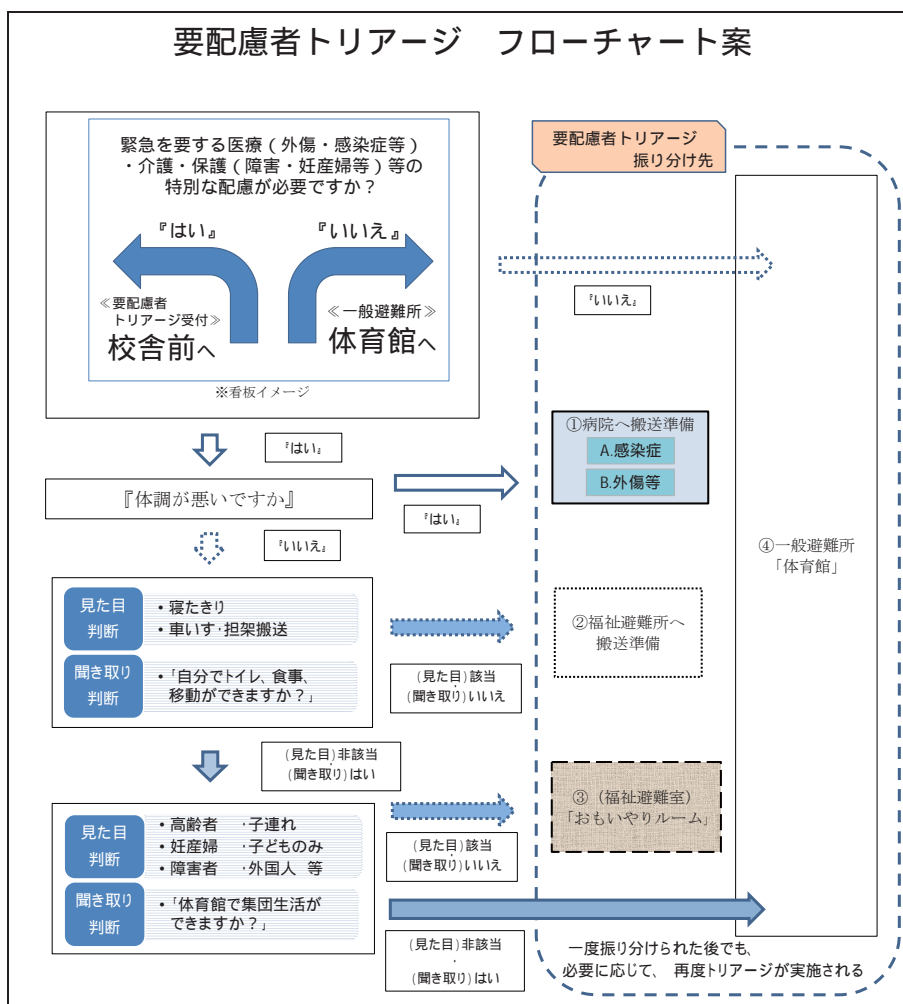 要配慮者トリアージ　フローチャート案
緊急を要する医療（外傷・感染症等）
・介護・保護（障害・妊産婦等）等の
特別な配慮が必要ですか？
『はい』
『いいえ』
≪要配慮者
トリアージ受付≫
校舎前へ
≪一般避難所≫
体育館へ
※看板イメージ
要配慮者トリアージ
振り分け先
『いいえ』
『はい』
『体調が悪いですか』
『はい』
①病院へ搬送準備
A.感染症
B.外傷等
④一般避難所
「体育館」
『いいえ』
見た目
判断
・寝たきり
・車いす・担架搬送
聞き取り
判断
・「自分でトイレ、食事、
移動ができますか？」
(見た目)該当
・
(聞き取り)いいえ
②福祉避難所へ
搬送準備
(見た目)非該当
・
(聞き取り)はい
見た目
判断
・高齢者　・子連れ
・妊産婦　・子どものみ
・障害者　・外国人 等
聞き取り
判断
・「体育館で集団生活が
できますか？」
(見た目)該当
・
(聞き取り)いいえ
③（福祉避難室）
「おもいやりルーム」
(見た目)非該当
・
(聞き取り)はい
一度振り分けられた後でも、
必要に応じて、再度トリアージが実施される